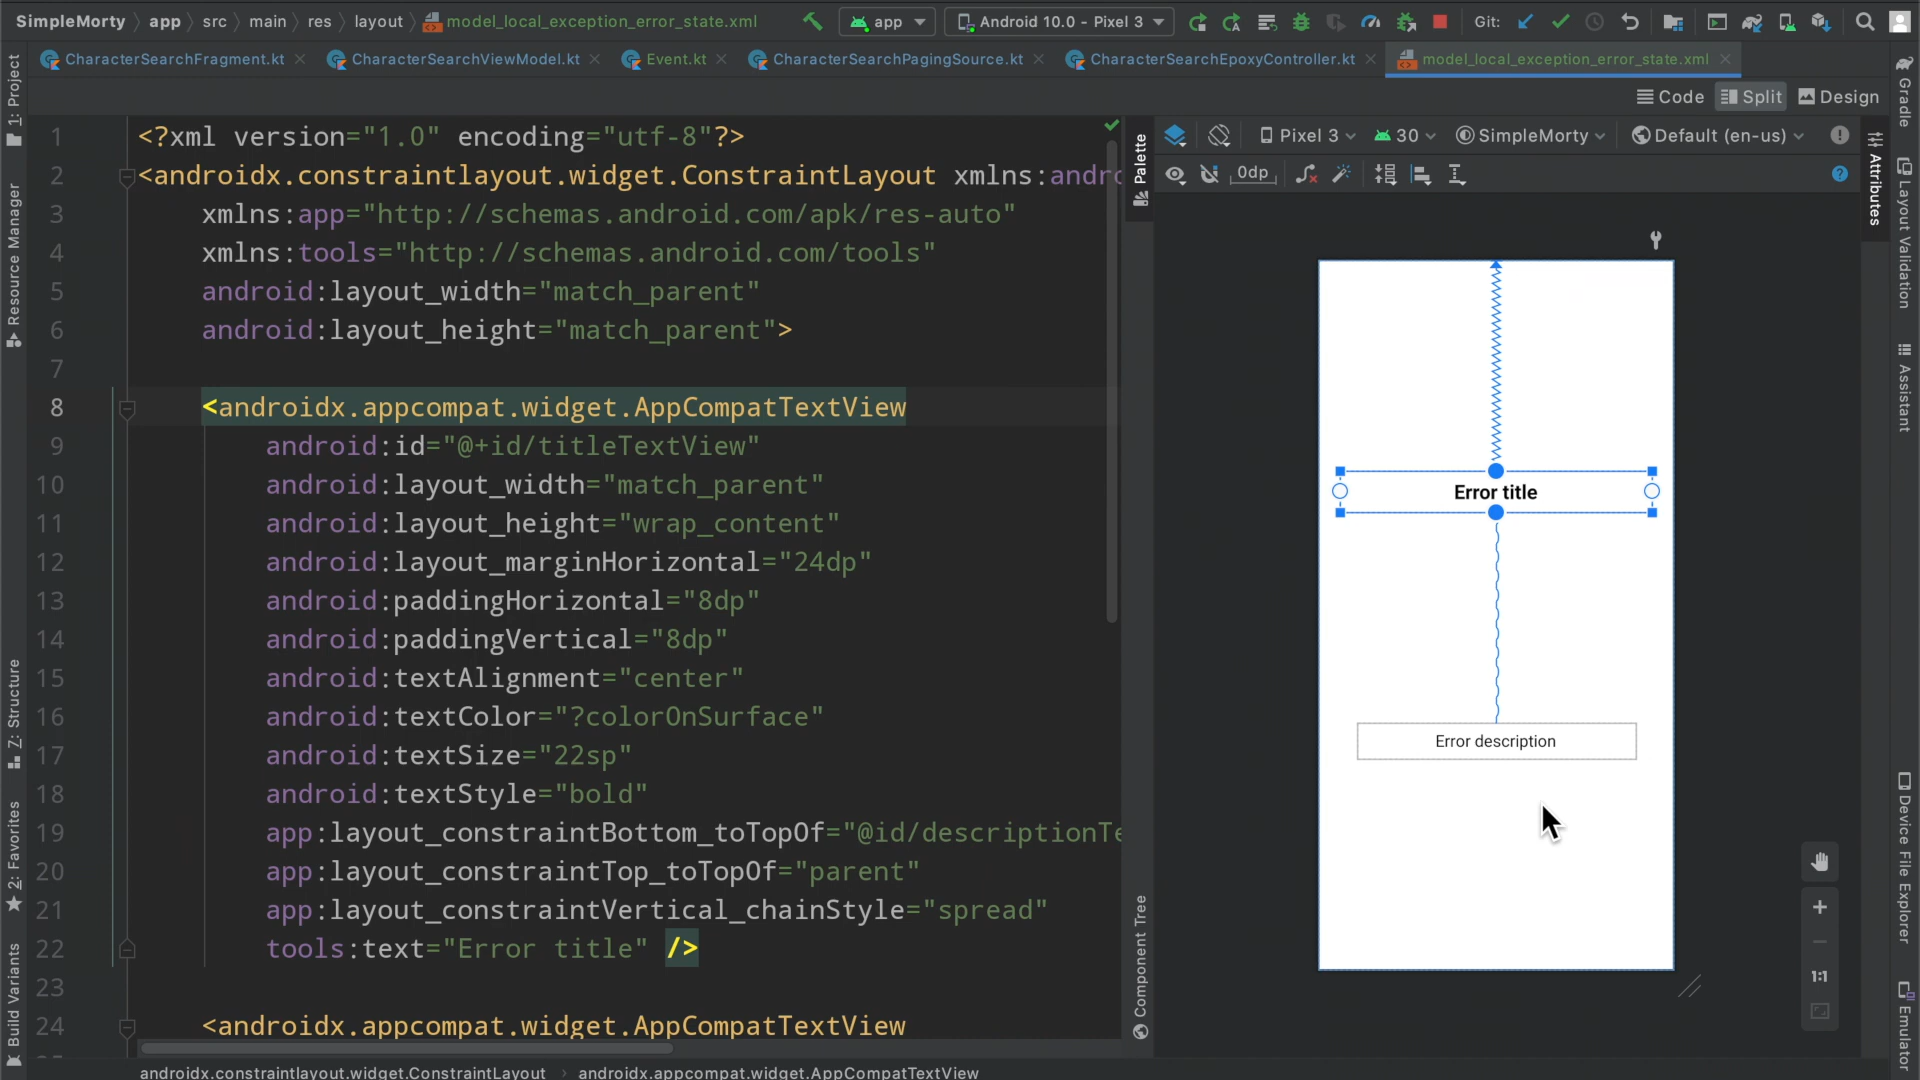 SimpleMorty app src main res layout model_local_exception_error_state.xml app Android 10.0 - Pixel 3 Git:
CharacterSearchFragment.kt CharacterSearchViewModel.kt Event.kt CharacterSearchPagingSource.kt CharacterSearchEpoxyController.kt model_local_exception_error_state.xml
Code Split Design
1: Project
Resource Manager
Z: Structure
2: Favorites
Build Variants
1 <?xml version="1.0" encoding="utf-8"?>
2 <androidx.constraintlayout.widget.ConstraintLayout xmlns:andro
3 xmlns:app="http://schemas.android.com/apk/res-auto"
4 xmlns:tools="http://schemas.android.com/tools"
5 android:layout_width="match_parent"
6 android:layout_height="match_parent">
7
8 <androidx.appcompat.widget.AppCompatTextView
9 android:id="@+id/titleTextView"
10 android:layout_width="match_parent"
11 android:layout_height="wrap_content"
12 android:layout_marginHorizontal="24dp"
13 android:paddingHorizontal="8dp"
14 android:paddingVertical="8dp"
15 android:textAlignment="center"
16 android:textColor="?colorOnSurface"
17 android:textSize="22sp"
18 android:textStyle="bold"
19 app:layout_constraintBottom_toTopOf="@id/descriptionTe
20 app:layout_constraintTop_toTopOf="parent"
21 app:layout_constraintVertical_chainStyle="spread"
22 tools:text="Error title" />
23
24 <androidx.appcompat.widget.AppCompatTextView
androidx.constraintlayout.widget.ConstraintLayout androidx.appcompat.widget.AppCompatTextView
Palette
Component Tree
Pixel 3 30 SimpleMorty Default (en-us)
0dp
Error title
Error description
1:1
Attributes
Gradle
Layout Validation
Assistant
Device File Explorer
Emulator